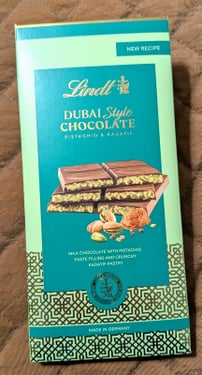 NEW RECIPE
Lindt
DUBAI Style
CHOCOLATE
PISTACHIO & KADAYIF
MILK CHOCOLATE WITH PISTACHIO
PASTE FILLING AND CRUNCHY
KADAYIF PASTRY
MADE IN GERMANY